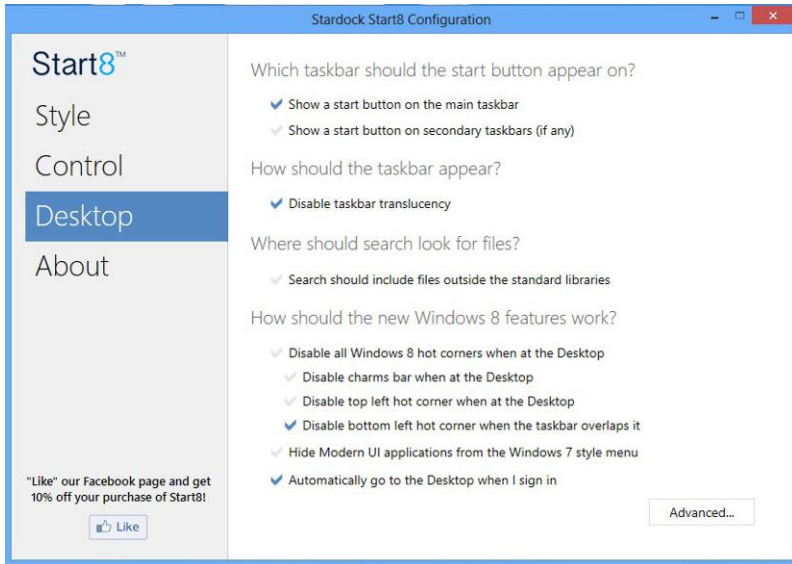 Stardock Start8 Configuration
Start8™
Style
Control
Desktop
About
"Like" our Facebook page and get
10% off your purchase of Start8!
Like
Which taskbar should the start button appear on?
Show a start button on the main taskbar
Show a start button on secondary taskbars (if any)
How should the taskbar appear?
Disable taskbar translucency
Where should search look for files?
Search should include files outside the standard libraries
How should the new Windows 8 features work?
Disable all Windows 8 hot corners when at the Desktop
Disable charms bar when at the Desktop
Disable top left hot corner when at the Desktop
Disable bottom left hot corner when the taskbar overlaps it
Hide Modern UI applications from the Windows 7 style menu
Automatically go to the Desktop when I sign in
Advanced...